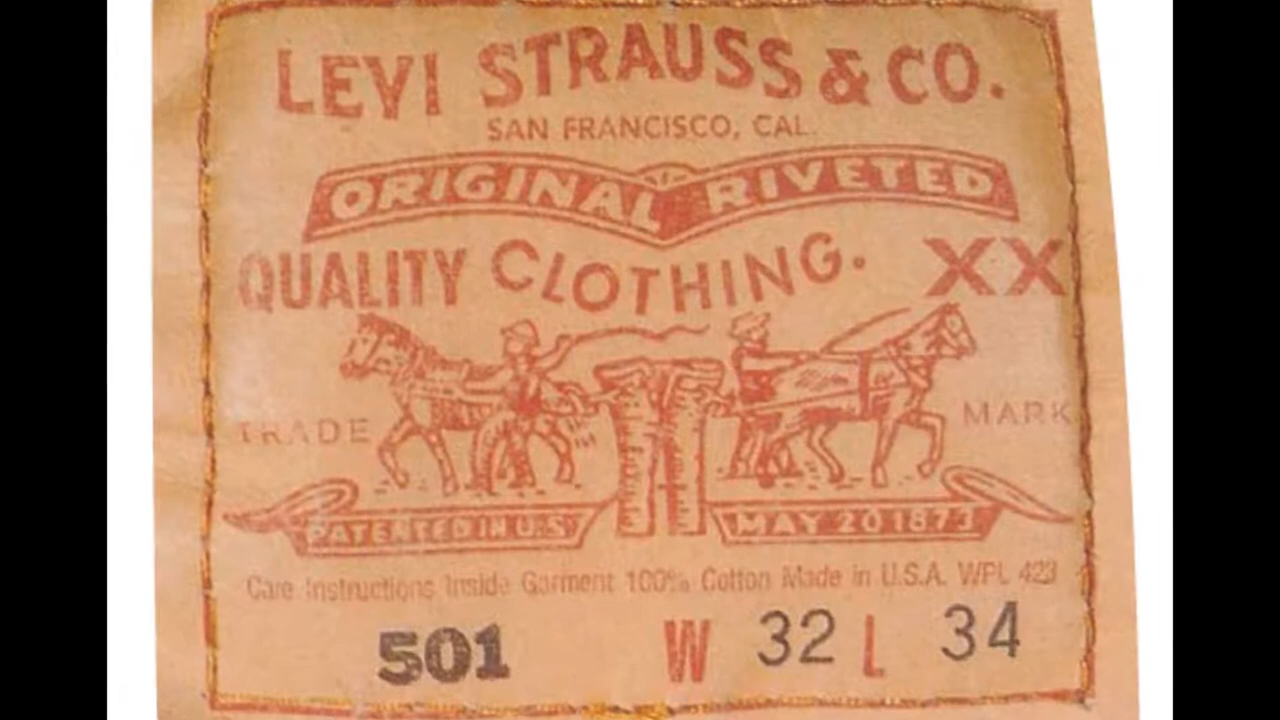 LEVI STRAUSS & CO.
SAN FRANCISCO, CAL.
ORIGINAL RIVETED
QUALITY CLOTHING. XX
TRADE MARK
PATENTED IN U.S MAY 20 1873
Care Instructions Inside Garment 100% Cotton Made in U.S.A. WPL 423
501 W 32 L 34